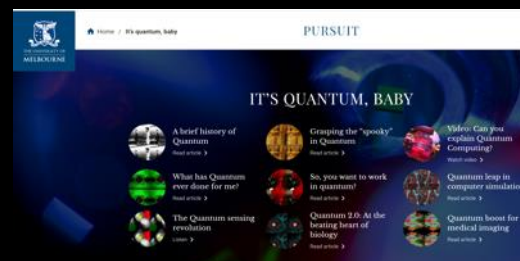 THE UNIVERSITY OF
MELBOURNE
Home / It's quantum, baby
PURSUIT
IT'S QUANTUM, BABY
A brief history of
Quantum
Read article >
Grasping the "spooky"
in Quantum
Read article >
Video: Can you
explain Quantum
Computing?
Watch video >
What has Quantum
ever done for me?
Read article >
So, you want to work
in quantum?
Read article >
Quantum leap in
computer simulatio
Read article >
The Quantum sensing
revolution
Listen >
Quantum 2.0: At the
beating heart of
biology
Read article >
Quantum boost for
medical imaging
Read article >